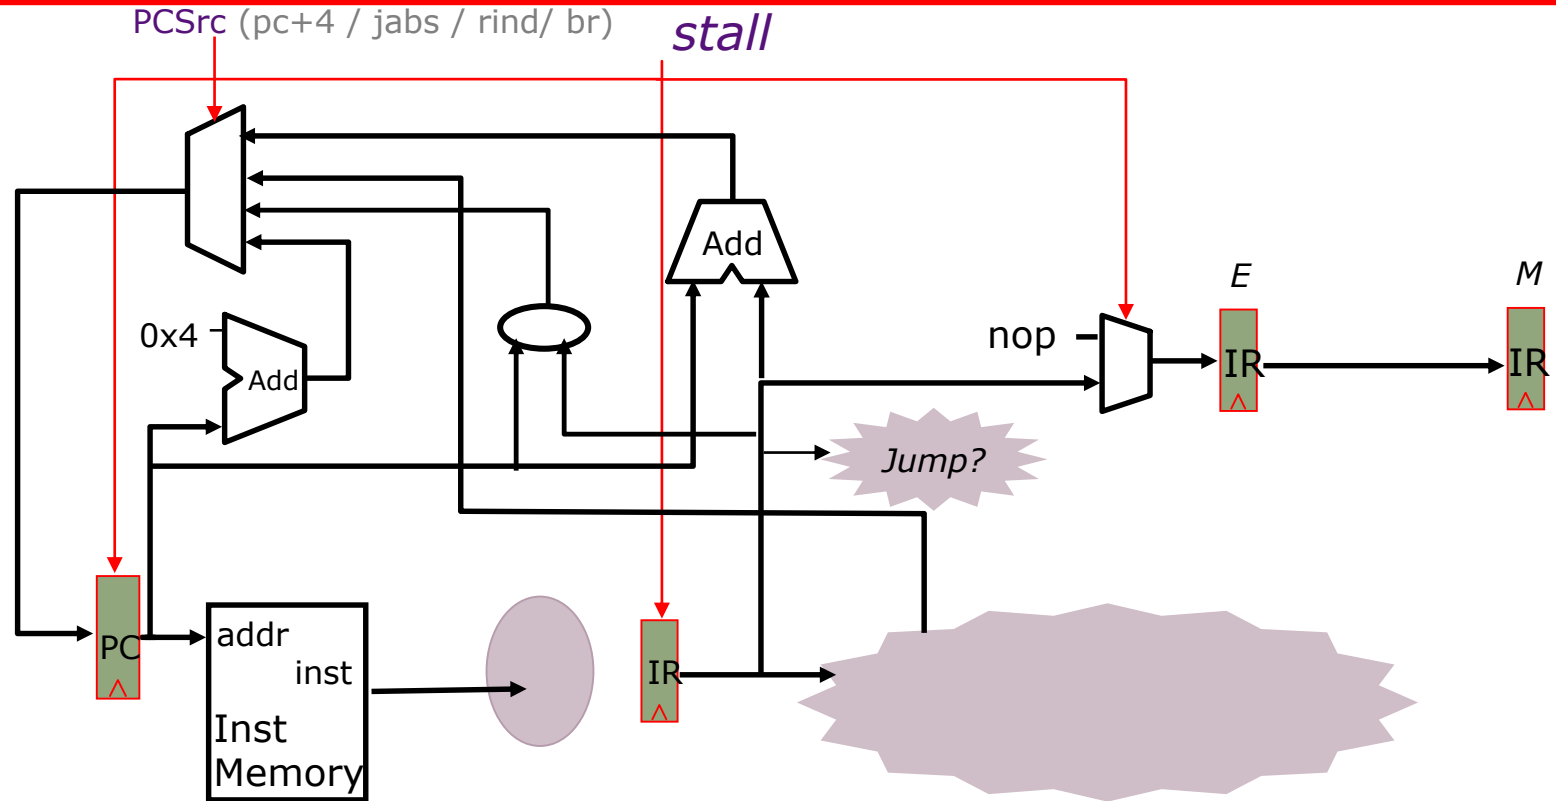 PCSrc (pc+4 / jabs / rind/ br)
stall
Add
E
M
0x4
nop
Add
IR
IR
Jump?
PC
addr
inst
IR
Inst
Memory